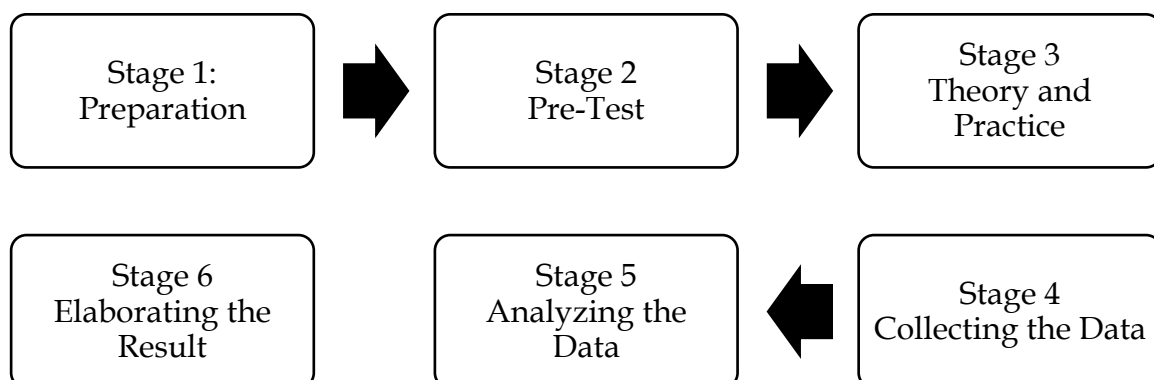 Stage 1:
Preparation
Stage 2
Pre-Test
Stage 3
Theory and
Practice
Stage 4
Collecting the Data
Stage 5
Analyzing the
Data
Stage 6
Elaborating the
Result